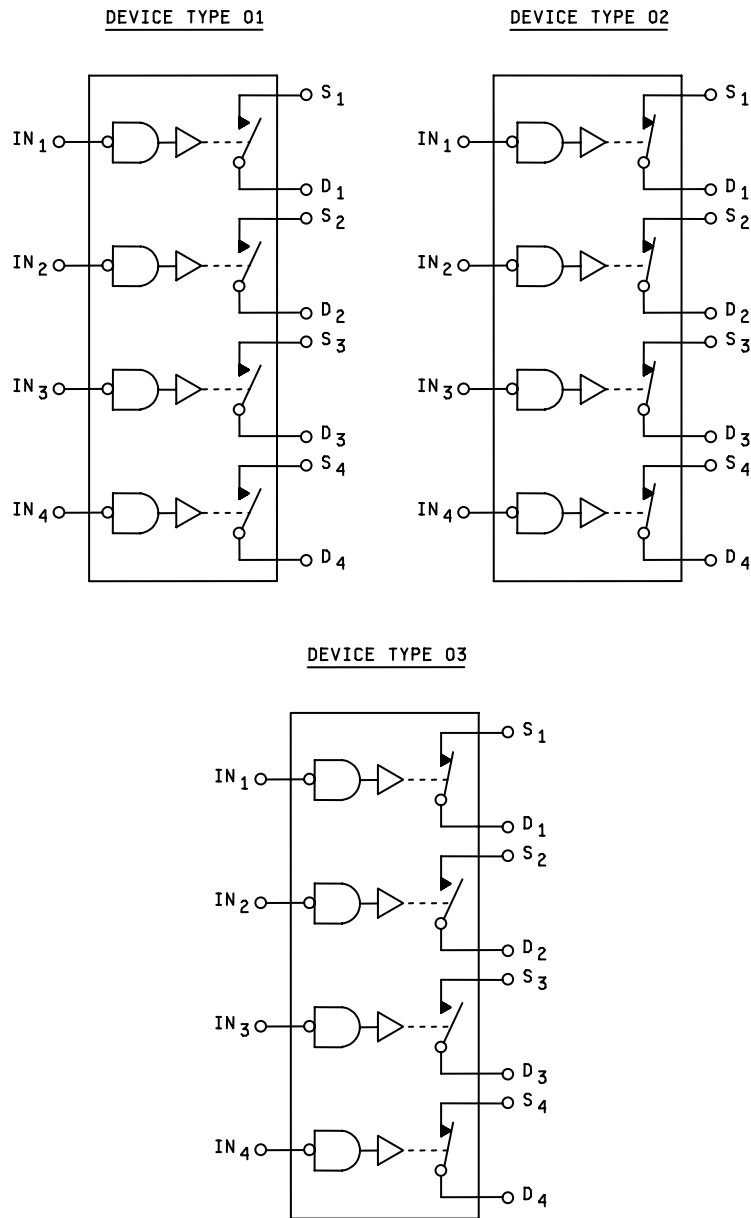 DEVICE TYPE 01
S1
IN1
D1
S2
IN2
D2
S3
IN3
D3
S4
IN4
D4
DEVICE TYPE 02
S1
IN1
D1
S2
IN2
D2
S3
IN3
D3
S4
IN4
D4
DEVICE TYPE 03
S1
IN1
D1
S2
IN2
D2
S3
IN3
D3
S4
IN4
D4